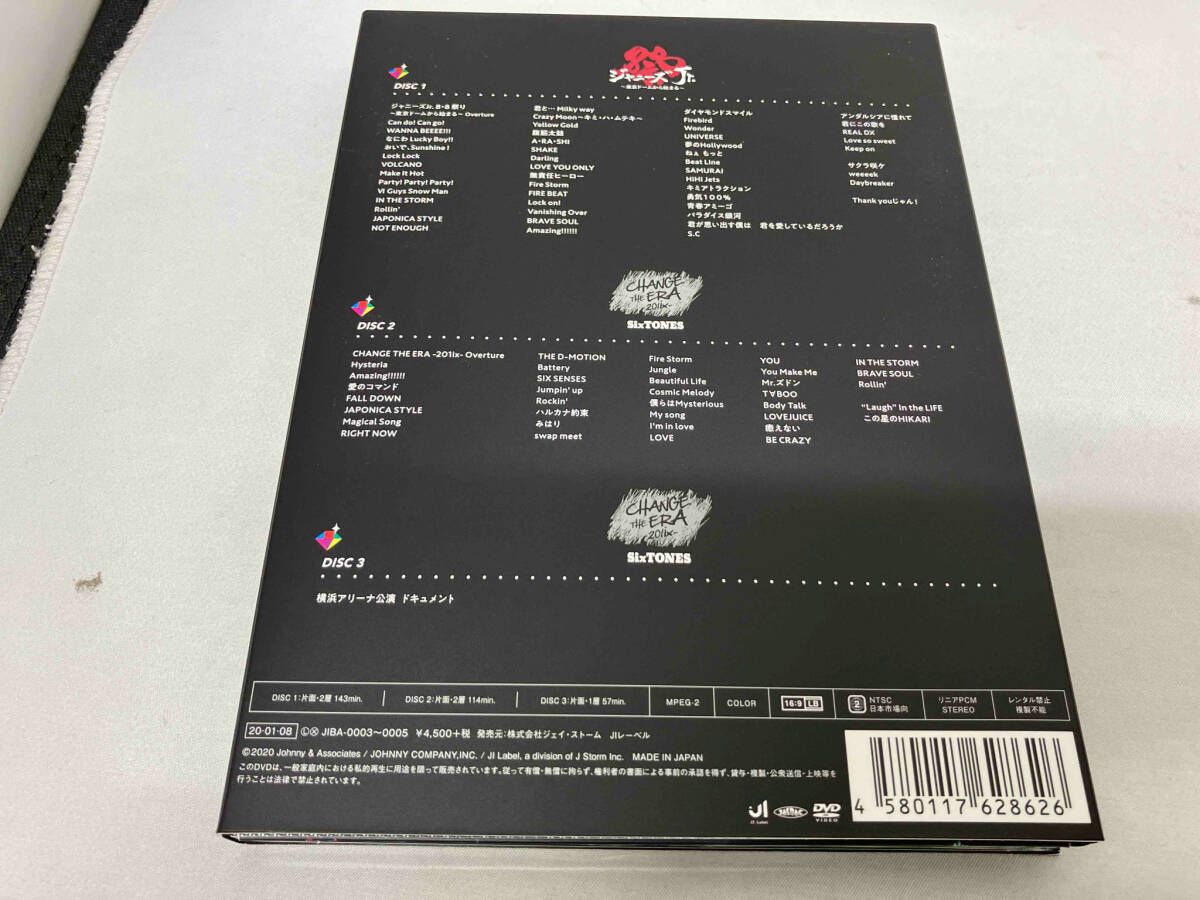 祭
ジャニーズJr.
～東京ドームから始まる～
DISC 1
ジャニーズJr. 8・8 祭り
～東京ドームから始まる～ Overture
Can do! Can go!
WANNA BEEEE!!!
なにわ Lucky Boy!!
おいで、Sunshine!
Lock Lock
VOLCANO
Make It Hot
Party! Party! Party!
VI Guys Snow Man
IN THE STORM
Rollin'
JAPONICA STYLE
NOT ENOUGH
君と…Milky way
Crazy Moon～キミ・ハ・ムテキ～
Yellow Gold
腹筋太鼓
A・RA・SHI
SHAKE
Darling
LOVE YOU ONLY
無責任ヒーロー
Fire Storm
FIRE BEAT
Lock on!
Vanishing Over
BRAVE SOUL
Amazing!!!!!!
ダイヤモンドスマイル
Firebird
Wonder
UNIVERSE
夢のHollywood
ねぇ もっと
Beat Line
SAMURAI
HiHi Jets
キミアトラクション
勇気100%
青春アミーゴ
パラダイス銀河
君が思い出す僕は 君を愛しているだろうか
S.C
アンダルシアに憧れて
君にこの歌を
REAL DX
Love so sweet
Keep on
サクラ咲ケ
weeeek
Daybreaker
Thank youじゃん!
CHANGE
THE ERA
-201ix-
SixTONES
DISC 2
CHANGE THE ERA -201ix- Overture
Hysteria
Amazing!!!!!!
愛のコマンド
FALL DOWN
JAPONICA STYLE
Magical Song
RIGHT NOW
THE D-MOTION
Battery
SIX SENSES
Jumpin' up
Rockin'
ハルカナ約束
みはり
swap meet
Fire Storm
Jungle
Beautiful Life
Cosmic Melody
僕らはMysterious
My song
I'm in love
LOVE
YOU
You Make Me
Mr.ズドン
T∀BOO
Body Talk
LOVEJUICE
癒えない
BE CRAZY
IN THE STORM
BRAVE SOUL
Rollin'
"Laugh" in the LIFE
この星のHIKARI
CHANGE
THE ERA
-201ix-
SixTONES
DISC 3
横浜アリーナ公演 ドキュメント
DISC 1:片面・2層 143min. DISC 2:片面・2層 114min. DISC 3:片面・1層 57min. MPEG-2 COLOR 16:9 LB 2 NTSC 日本市場向 リニアPCM STEREO レンタル禁止 複製不能
20・01・08 ⓁⓍ JIBA-0003～0005 ¥4,500+税 発売元:株式会社ジェイ・ストーム JIレーベル
©2020 Johnny & Associates / JOHNNY COMPANY,INC. / JI Label, a division of J Storm Inc. MADE IN JAPAN
このDVDは、一般家庭内における私的再生に用途を限って販売されています。従って有償・無償に拘らず、権利者の書面による事前の承諾を得ず、貸与・複製・公衆送信・上映等を
行うことは法律で禁止されています。
JI Label
DVD VIDEO
4 580117 628626